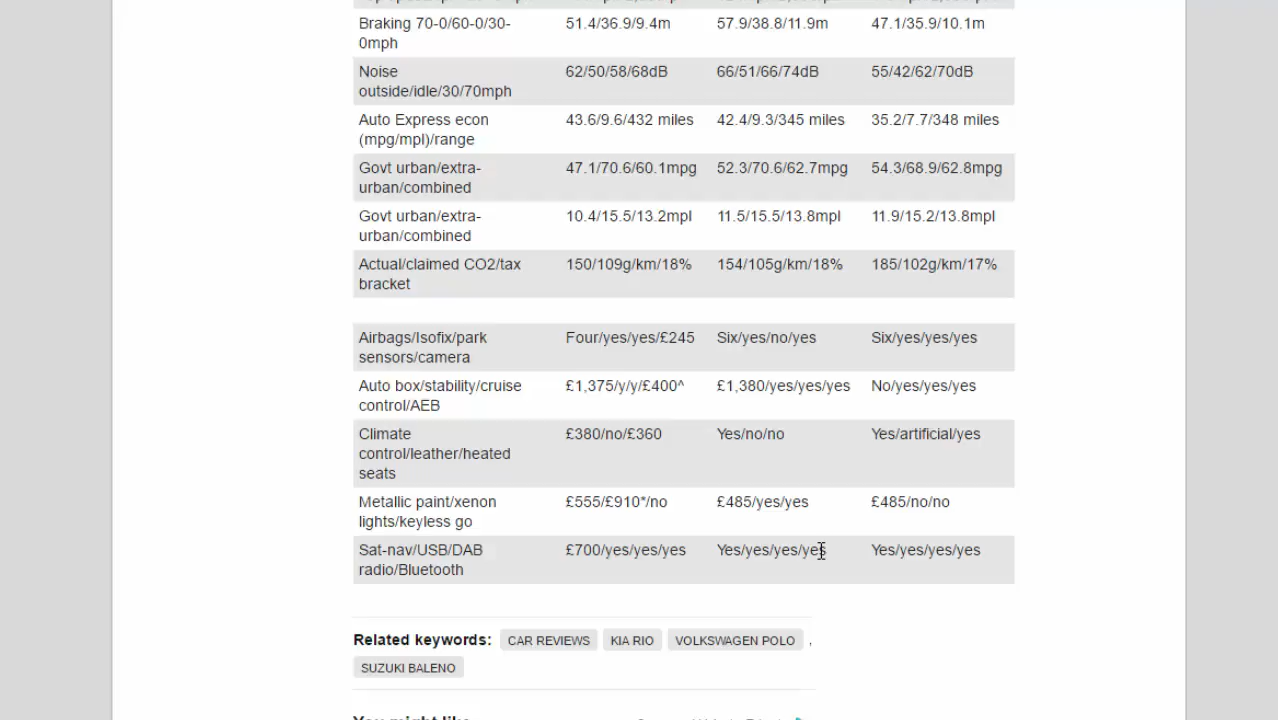 Braking 70-0/60-0/30- 51.4/36.9/9.4m 57.9/38.8/11.9m 47.1/35.9/10.1m
0mph
Noise 62/50/58/68dB 66/51/66/74dB 55/42/62/70dB
outside/idle/30/70mph
Auto Express econ 43.6/9.6/432 miles 42.4/9.3/345 miles 35.2/7.7/348 miles
(mpg/mpl)/range
Govt urban/extra- 47.1/70.6/60.1mpg 52.3/70.6/62.7mpg 54.3/68.9/62.8mpg
urban/combined
Govt urban/extra- 10.4/15.5/13.2mpl 11.5/15.5/13.8mpl 11.9/15.2/13.8mpl
urban/combined
Actual/claimed CO2/tax 150/109g/km/18% 154/105g/km/18% 185/102g/km/17%
bracket
Airbags/Isofix/park Four/yes/yes/£245 Six/yes/no/yes Six/yes/yes/yes
sensors/camera
Auto box/stability/cruise £1,375/y/y/£400^ £1,380/yes/yes/yes No/yes/yes/yes
control/AEB
Climate £380/no/£360 Yes/no/no Yes/artificial/yes
control/leather/heated
seats
Metallic paint/xenon £555/£910*/no £485/yes/yes £485/no/no
lights/keyless go
Sat-nav/USB/DAB £700/yes/yes/yes Yes/yes/yes/yes Yes/yes/yes/yes
radio/Bluetooth
Related keywords: CAR REVIEWS KIA RIO VOLKSWAGEN POLO ,
SUZUKI BALENO
You might like